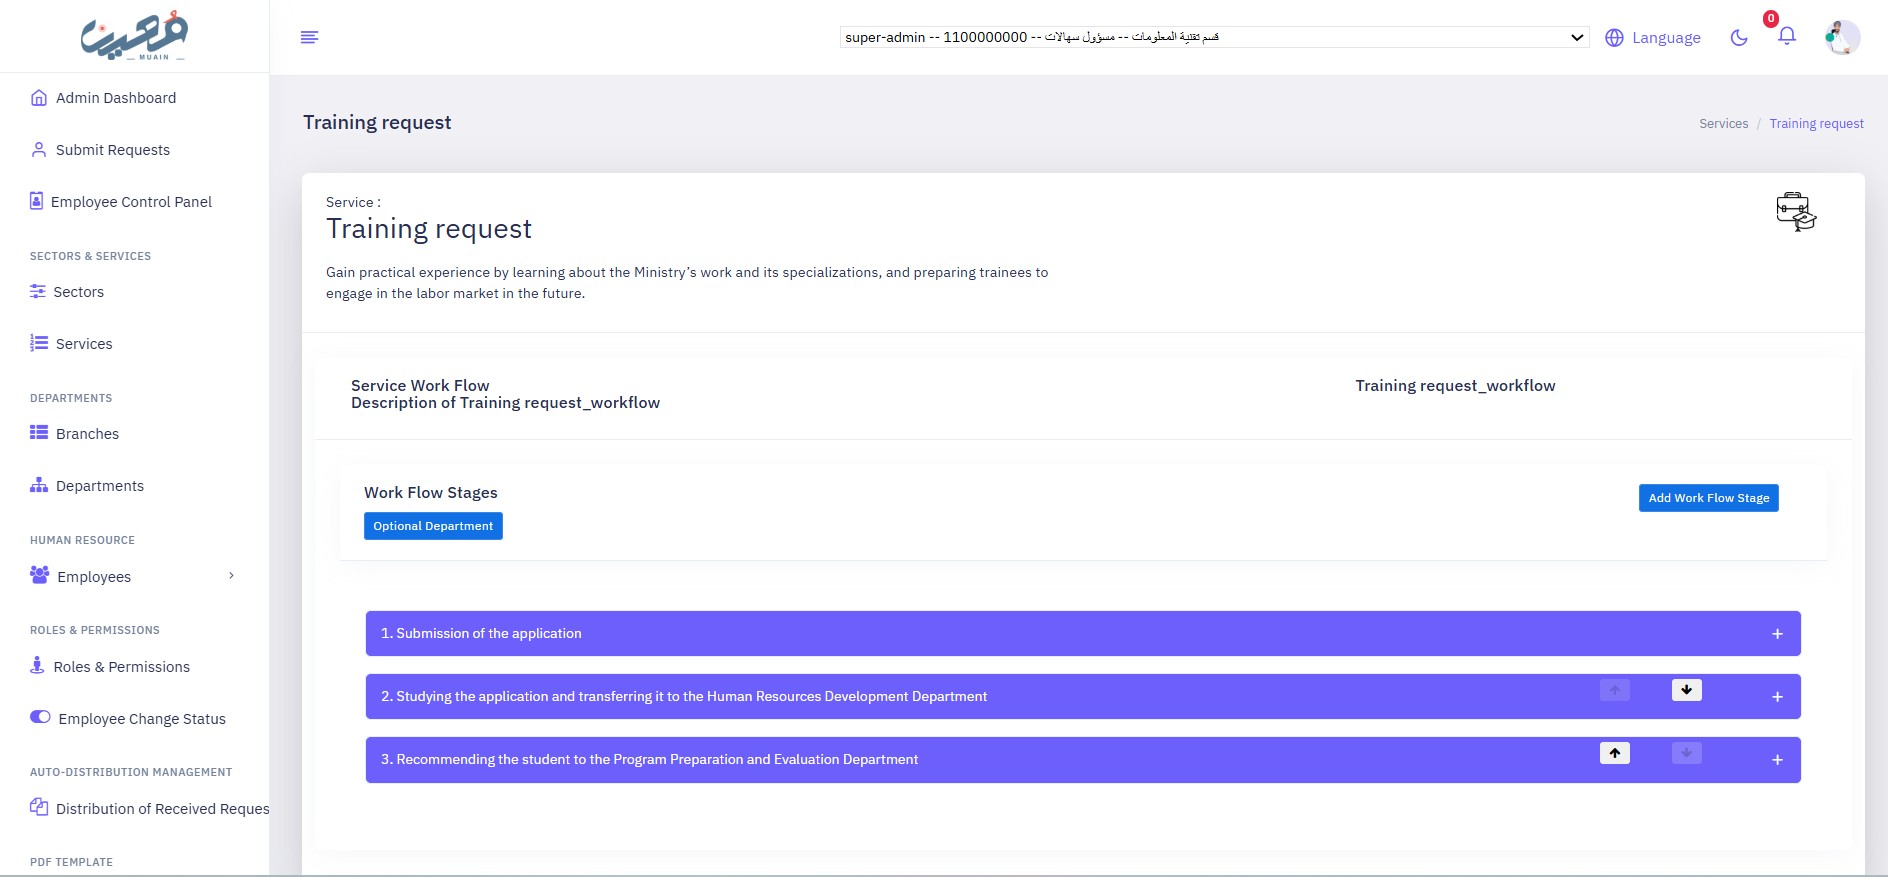 معين
MUAIN
super-admin -- 1100000000 -- قسم تقنية المعلومات -- مسؤول سهالات
Language
0
Admin Dashboard
Submit Requests
Employee Control Panel
SECTORS & SERVICES
Sectors
Services
DEPARTMENTS
Branches
Departments
HUMAN RESOURCE
Employees
ROLES & PERMISSIONS
Roles & Permissions
Employee Change Status
AUTO-DISTRIBUTION MANAGEMENT
Distribution of Received Reques
PDF TEMPLATE
Training request
Services / Training request
Service :
Training request
Gain practical experience by learning about the Ministry's work and its specializations, and preparing trainees to
engage in the labor market in the future.
Service Work Flow
Training request_workflow
Description of Training request_workflow
Work Flow Stages
Add Work Flow Stage
Optional Department
1. Submission of the application
2. Studying the application and transferring it to the Human Resources Development Department
3. Recommending the student to the Program Preparation and Evaluation Department